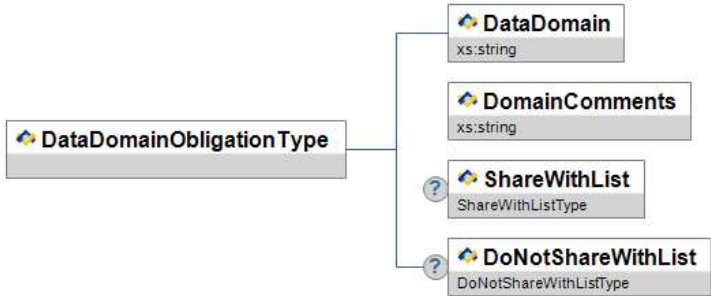 DataDomainObligationType
DataDomain
xs:string
DomainComments
xs:string
?
ShareWithList
ShareWithListType
?
DoNotShareWithList
DoNotShareWithListType